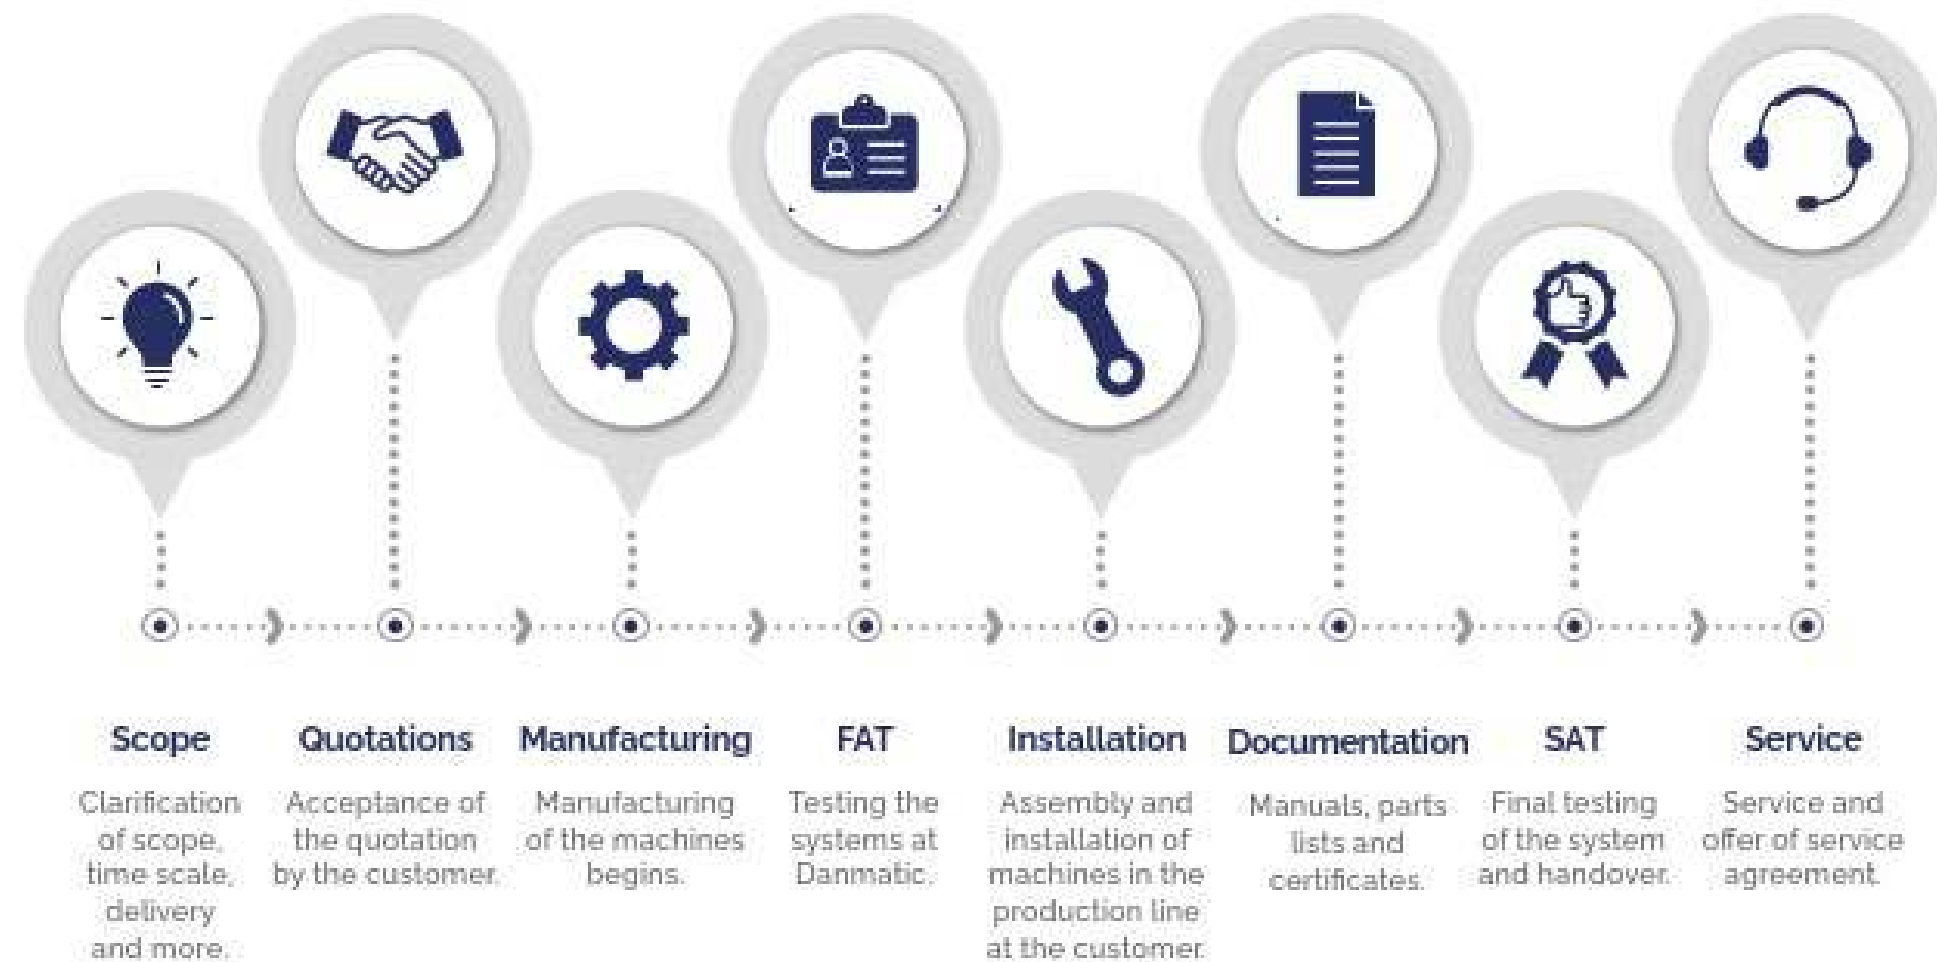 Scope
Clarification
of scope,
time scale,
delivery
and more.
Quotations
Acceptance of
the quotation
by the customer.
Manufacturing
Manufacturing
of the machines
begins.
FAT
Testing the
systems at
Danmatic.
Installation
Assembly and
installation of
machines in the
production line
at the customer.
Documentation
Manuals, parts
lists and
certificates.
SAT
Final testing
of the system
and handover.
Service
Service and
offer of service
agreement.